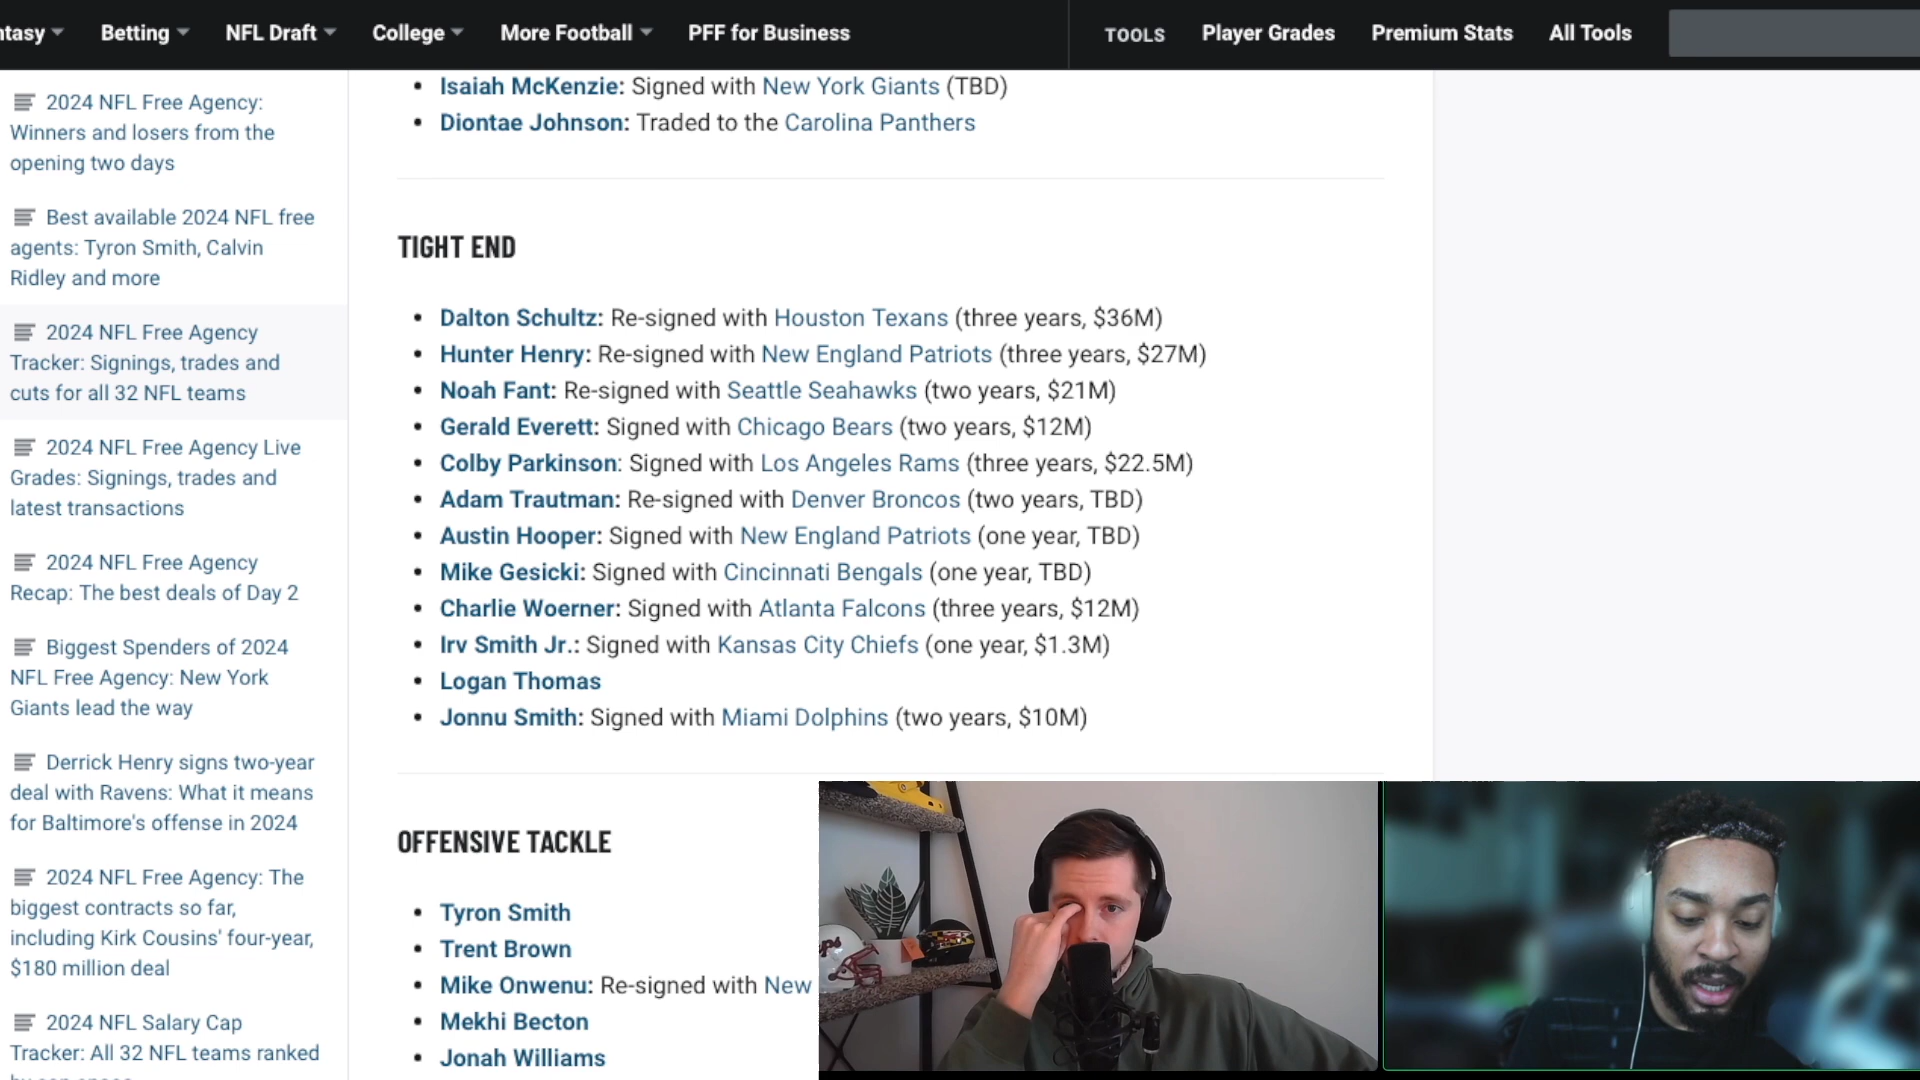 ntasy Betting NFL Draft College More Football PFF for Business TOOLS Player Grades Premium Stats All Tools
2024 NFL Free Agency:
Winners and losers from the
opening two days
Best available 2024 NFL free
agents: Tyron Smith, Calvin
Ridley and more
2024 NFL Free Agency
Tracker: Signings, trades and
cuts for all 32 NFL teams
2024 NFL Free Agency Live
Grades: Signings, trades and
latest transactions
2024 NFL Free Agency
Recap: The best deals of Day 2
Biggest Spenders of 2024
NFL Free Agency: New York
Giants lead the way
Derrick Henry signs two-year
deal with Ravens: What it means
for Baltimore's offense in 2024
2024 NFL Free Agency: The
biggest contracts so far,
including Kirk Cousins' four-year,
$180 million deal
2024 NFL Salary Cap
Tracker: All 32 NFL teams ranked
by cap space
• Isaiah McKenzie: Signed with New York Giants (TBD)
• Diontae Johnson: Traded to the Carolina Panthers
TIGHT END
• Dalton Schultz: Re-signed with Houston Texans (three years, $36M)
• Hunter Henry: Re-signed with New England Patriots (three years, $27M)
• Noah Fant: Re-signed with Seattle Seahawks (two years, $21M)
• Gerald Everett: Signed with Chicago Bears (two years, $12M)
• Colby Parkinson: Signed with Los Angeles Rams (three years, $22.5M)
• Adam Trautman: Re-signed with Denver Broncos (two years, TBD)
• Austin Hooper: Signed with New England Patriots (one year, TBD)
• Mike Gesicki: Signed with Cincinnati Bengals (one year, TBD)
• Charlie Woerner: Signed with Atlanta Falcons (three years, $12M)
• Irv Smith Jr.: Signed with Kansas City Chiefs (one year, $1.3M)
• Logan Thomas
• Jonnu Smith: Signed with Miami Dolphins (two years, $10M)
OFFENSIVE TACKLE
• Tyron Smith
• Trent Brown
• Mike Onwenu: Re-signed with New
• Mekhi Becton
• Jonah Williams